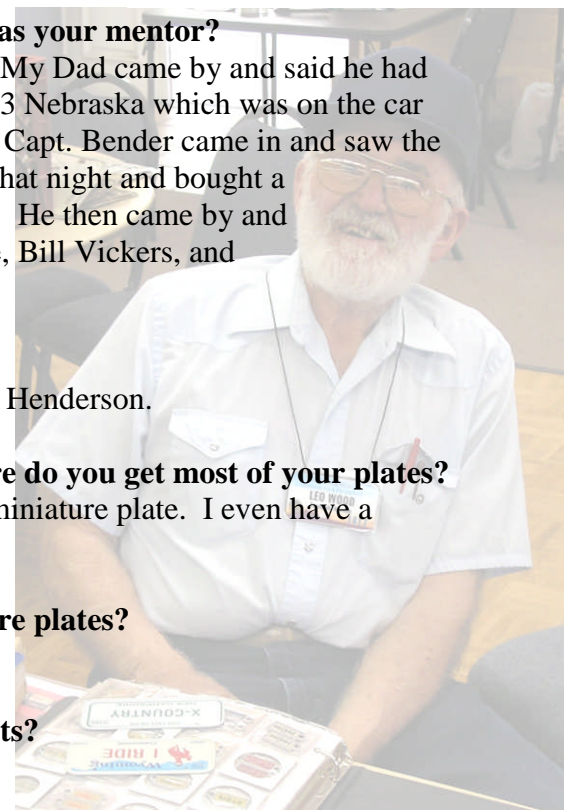 as your mentor?
My Dad came by and said he had
3 Nebraska which was on the car
Capt. Bender came in and saw the
hat night and bought a
He then came by and
, Bill Vickers, and
Henderson.
re do you get most of your plates?
miniature plate. I even have a
LEO WOOD
re plates?
X-COUNTRY
ts?
I RIDE
Wyoming